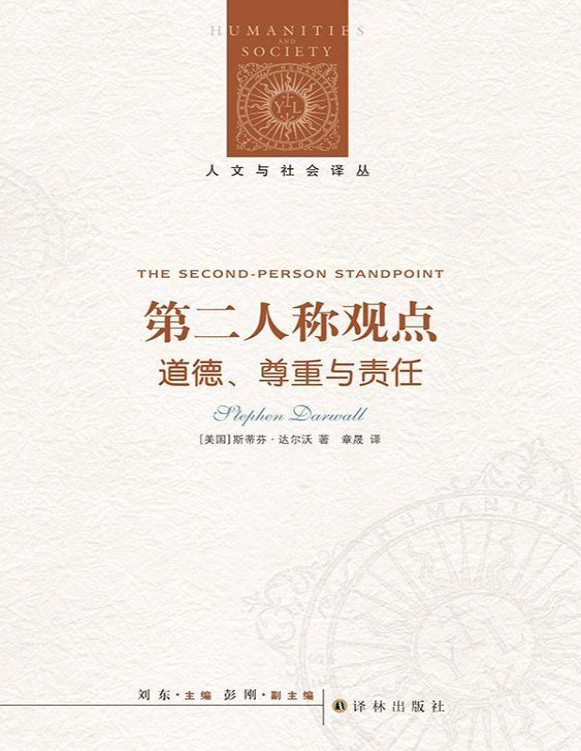 HUMANITIES
AND
SOCIETY
Y L
人文与社会译丛
THE SECOND-PERSON STANDPOINT
第二人称观点
道德、尊重与责任
Stephen Darwall
[美国]斯蒂芬·达尔沃 著 章晟 译
HUMANITIES
刘东·主编 彭刚·副主编
译林出版社